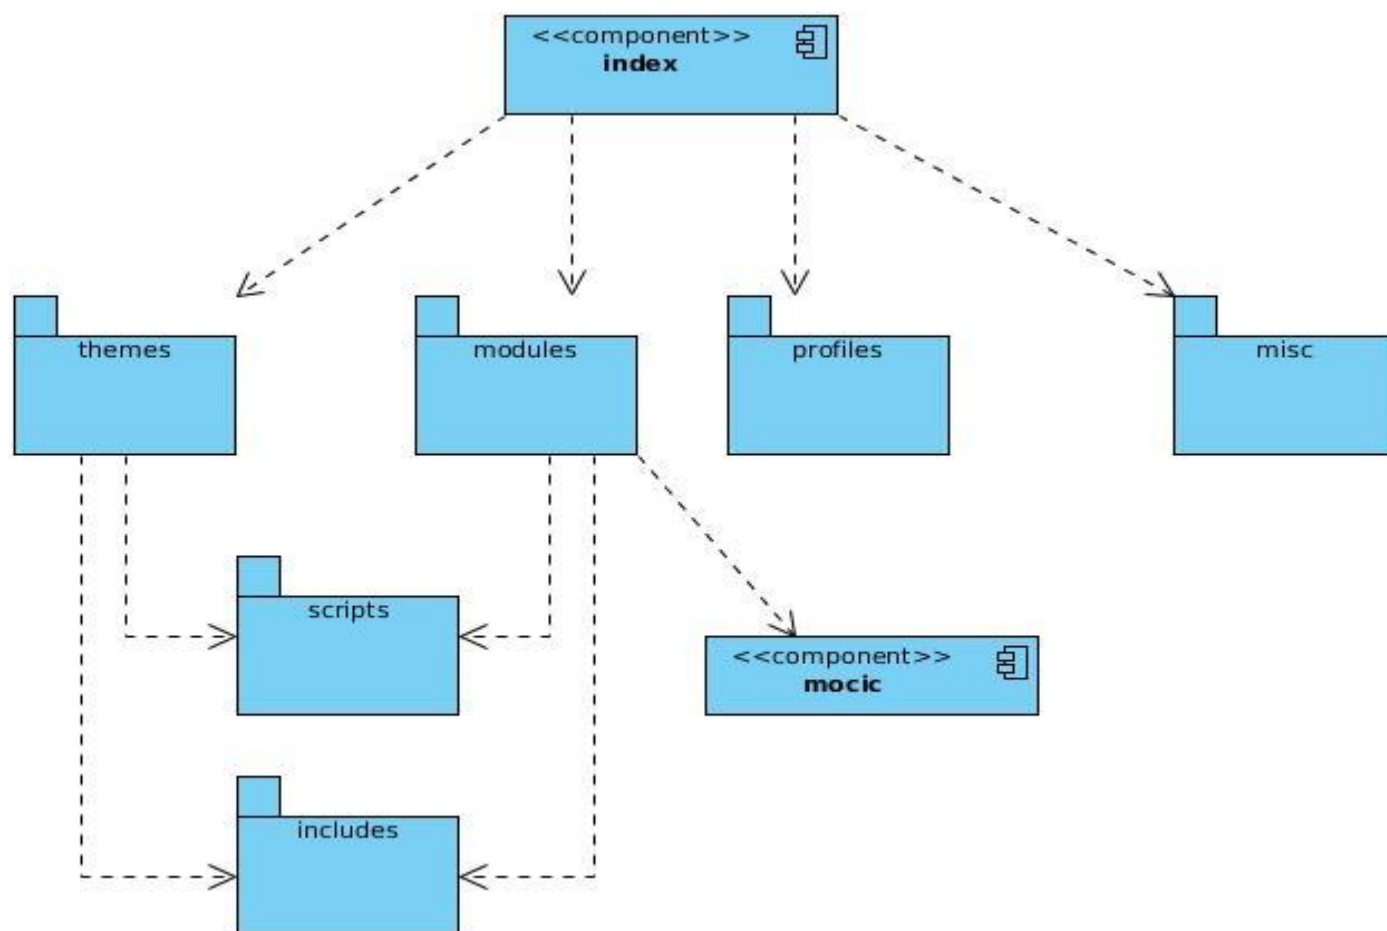 <<component>>
index
themes
modules
profiles
misc
scripts
<<component>>
mocic
includes